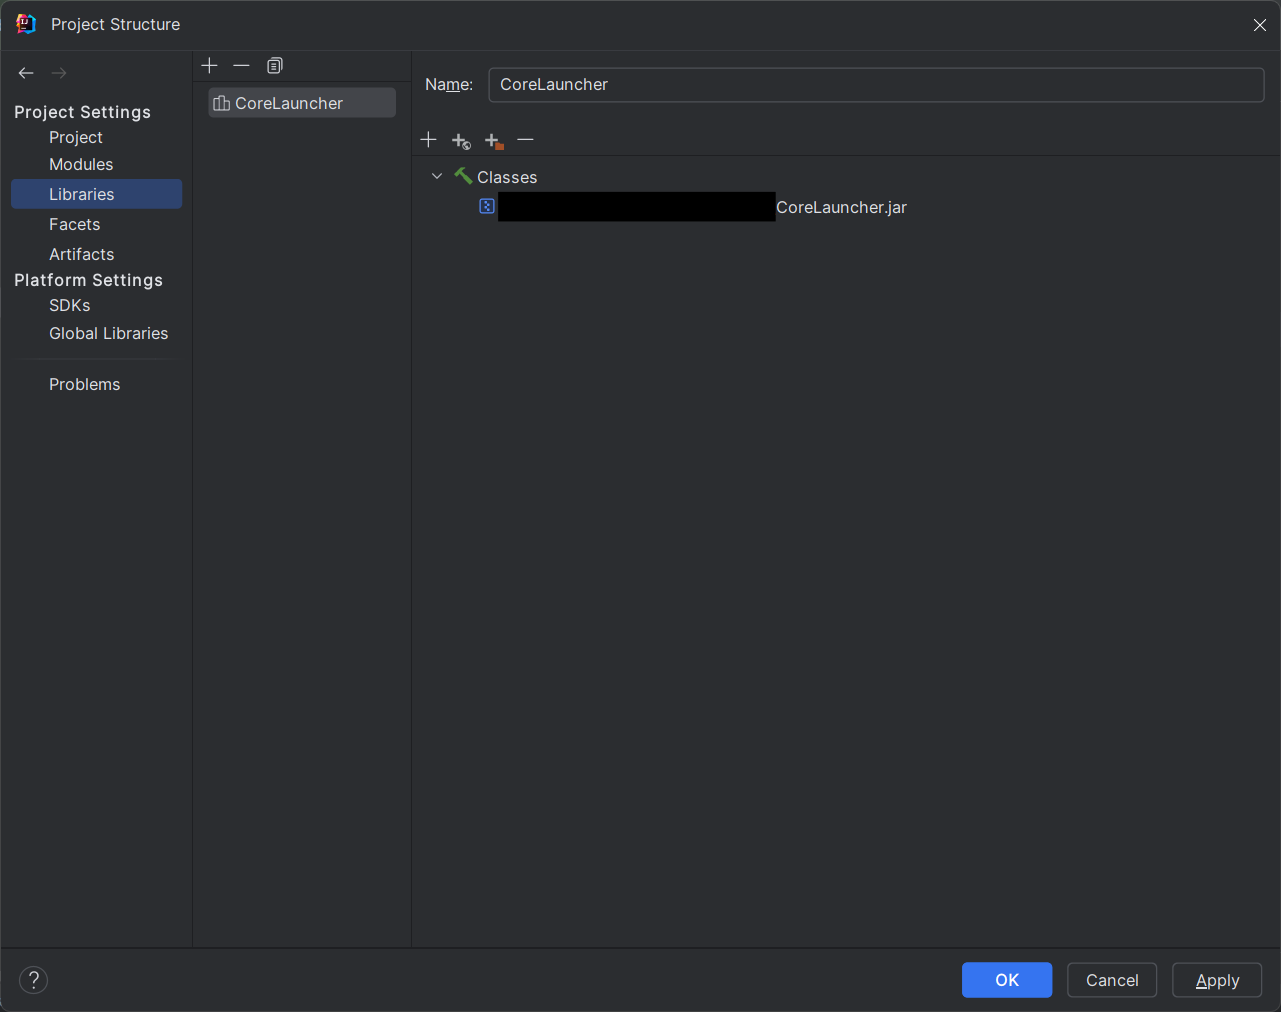 Project Structure
Project Settings
Project
Modules
Libraries
Facets
Artifacts
Platform Settings
SDKs
Global Libraries
Problems
CoreLauncher
Name: CoreLauncher
Classes
CoreLauncher.jar
? OK Cancel Apply